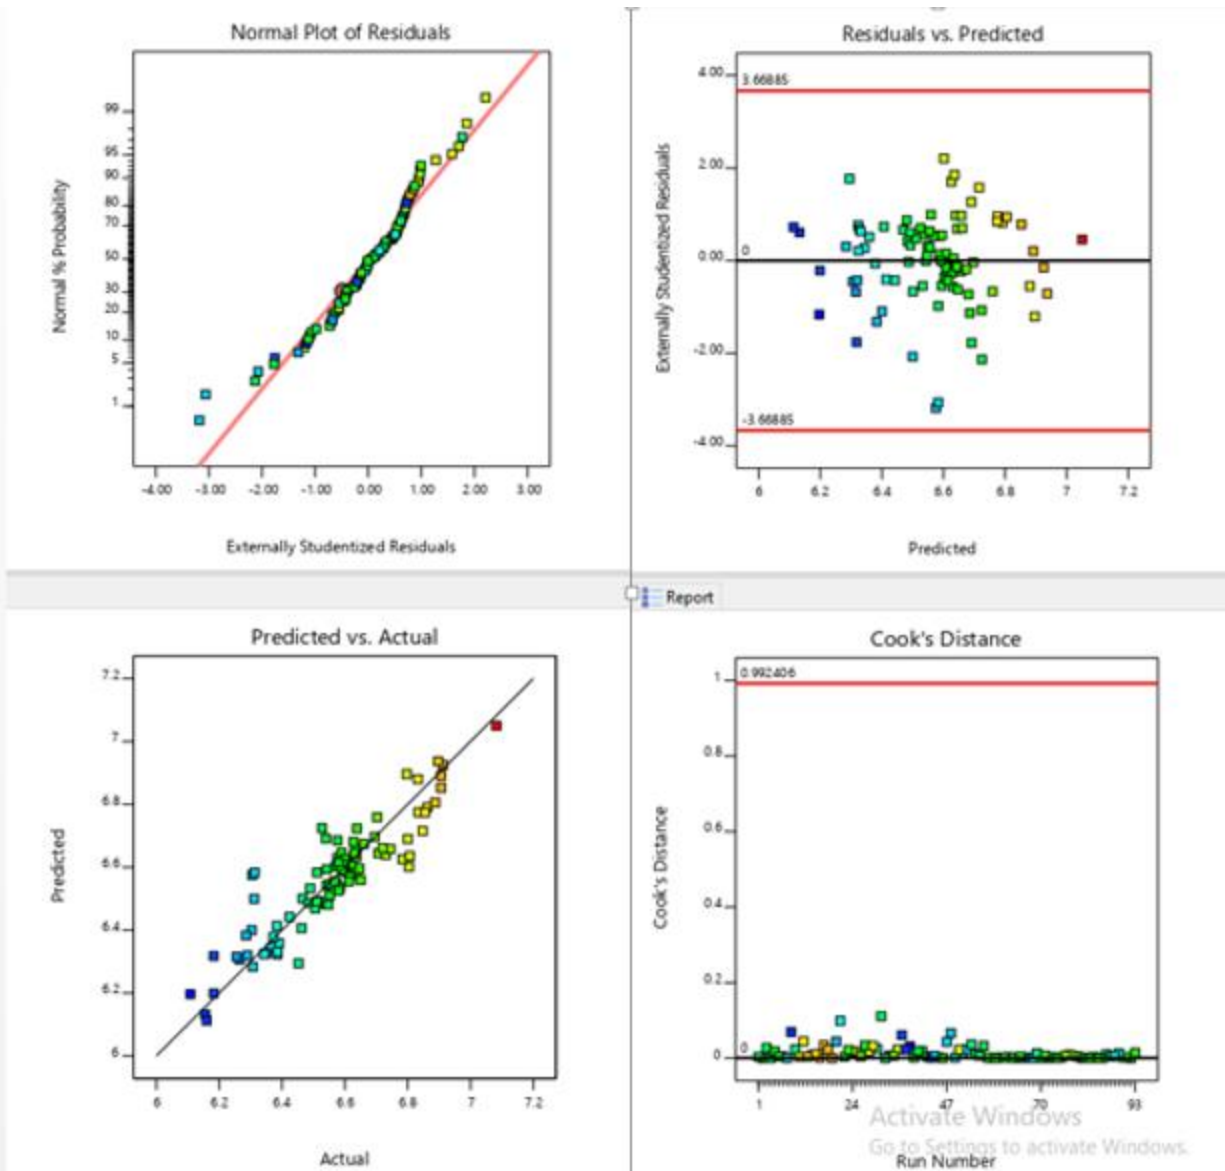 Normal Plot of Residuals
Normal % Probability
99
95
90
80
70
50
30
20
10
5
1
-4.00 -3.00 -2.00 -1.00 0.00 1.00 2.00 3.00
Externally Studentized Residuals
Residuals vs. Predicted
Externally Studentized Residuals
4.00
3.66885
2.00
0
0.00
-2.00
-3.66885
-4.00
6 6.2 6.4 6.6 6.8 7 7.2
Predicted
Report
Predicted vs. Actual
Predicted
7.2
7
6.8
6.6
6.4
6.2
6
6 6.2 6.4 6.6 6.8 7 7.2
Actual
Cook's Distance
Cook's Distance
0.992406
1
0.8
0.6
0.4
0.2
0
0
1 24 47 70 93
Activate Windows
Go to Settings to activate Windows.
Run Number